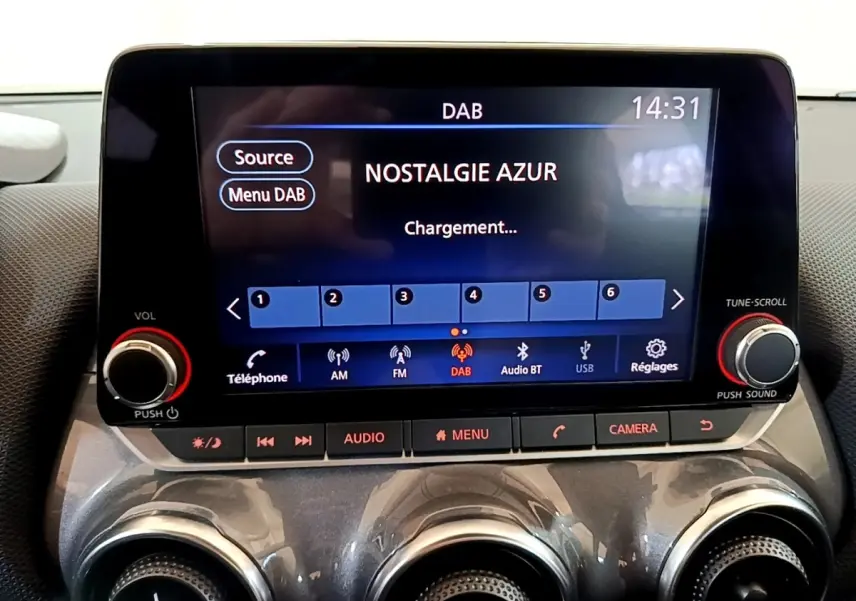 DAB
14:31
Source
NOSTALGIE AZUR
Menu DAB
Chargement...
1 2 3 4 5 6
VOL
TUNE·SCROLL
Téléphone
AM
FM
DAB
Audio BT
USB
Réglages
PUSH
PUSH SOUND
AUDIO
MENU
CAMERA